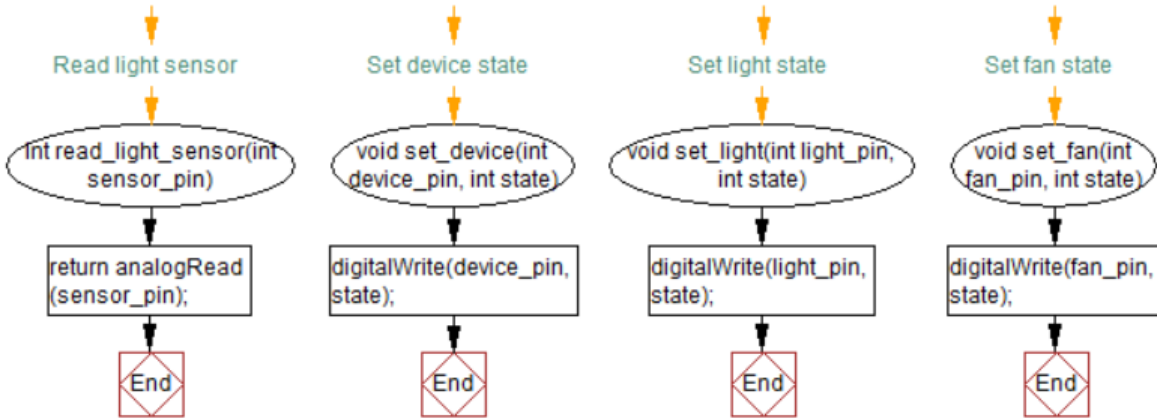 Read light sensor
int read_light_sensor(int
sensor_pin)
return analogRead
(sensor_pin);
End
Set device state
void set_device(int
device_pin, int state)
digitalWrite(device_pin,
state);
End
Set light state
void set_light(int light_pin,
int state)
digitalWrite(light_pin,
state);
End
Set fan state
void set_fan(int
fan_pin, int state)
digitalWrite(fan_pin,
state);
End